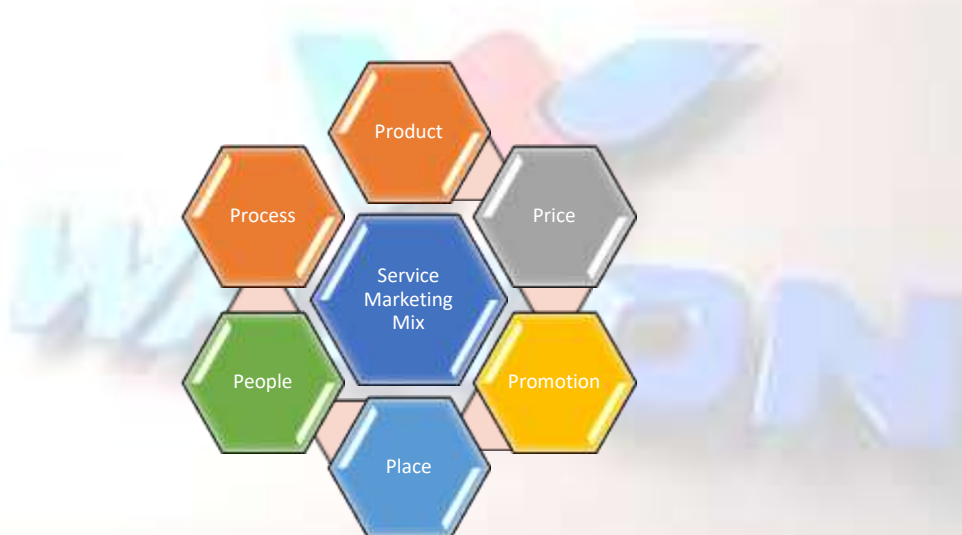 Product
Process
Price
Service
Marketing
Mix
People
Promotion
Place